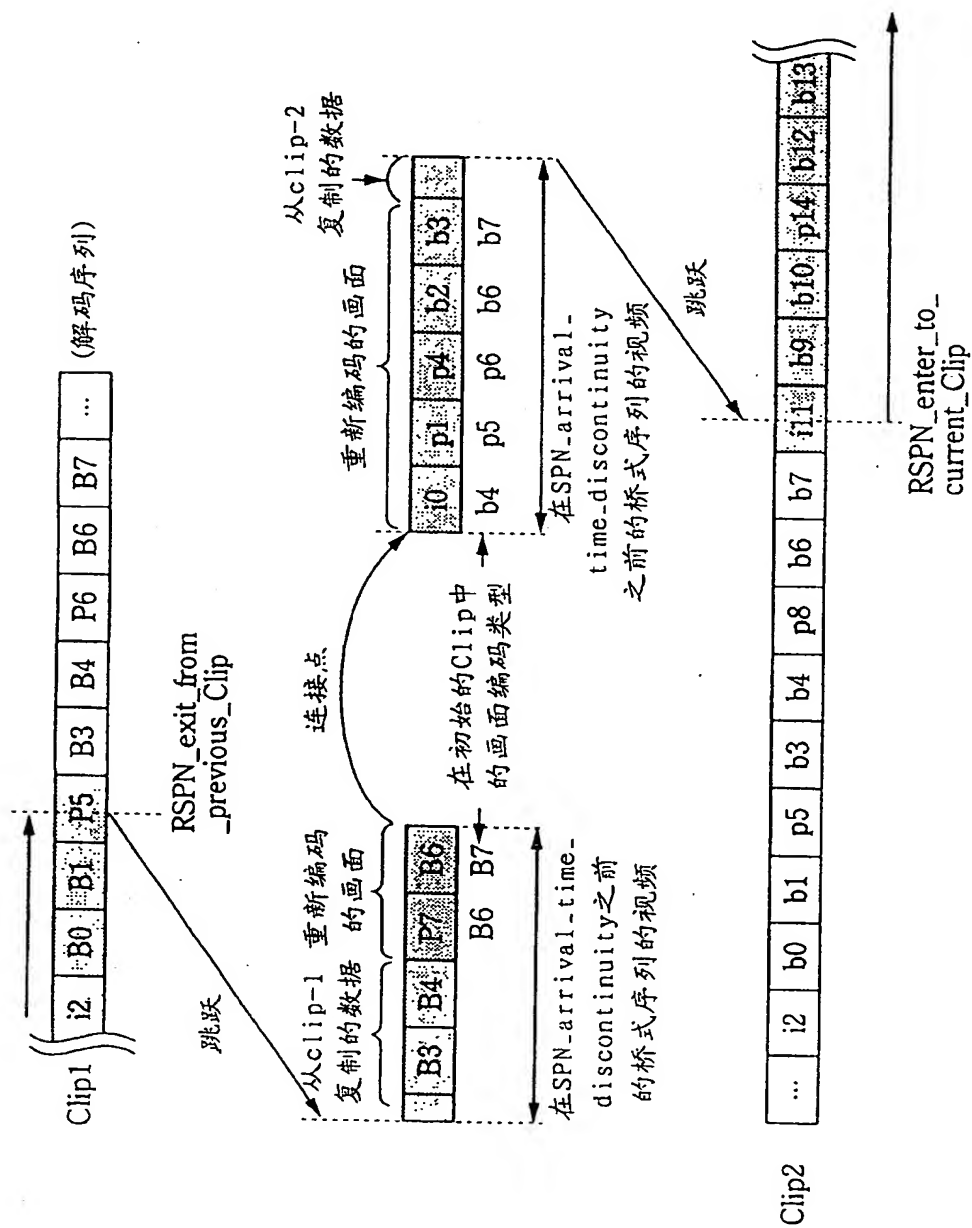 Clip1
i2 B0 B1 P5 B3 B4 P6 B6 B7 ...
(解码序列)
RSPN_exit_from
_previous_Clip
跳跃
从clip-1
复制的数据
重新编码
的画面
连接点
重新编码的画面
从clip-2
复制的数据
B3 B4 P7 B6
B6 B7
i0 p1 p4 b2 b3
b4 p5 p6 b6 b7
在初始的Clip中
的画面编码类型
在SPN_arrival_time_
discontinuity之前
的桥式序列的视频
在SPN_arrival_
time_discontinuity
之前的桥式序列的视频
跳跃
Clip2
... i2 b0 b1 p5 b3 b4 p8 b6 b7 i11 b9 b10 p14 b12 b13
RSPN_enter_to_
current_Clip